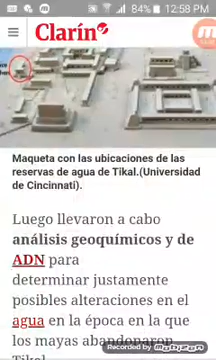 84% 12:58 PM
Clarín
Maqueta con las ubicaciones de las
reservas de agua de Tikal.(Universidad
de Cincinnati).
Luego llevaron a cabo
análisis geoquímicos y de
ADN para
determinar justamente
posibles alteraciones en el
agua en la época en la que
los mayas abandonaron
Tikal
Recorded by Mobizen